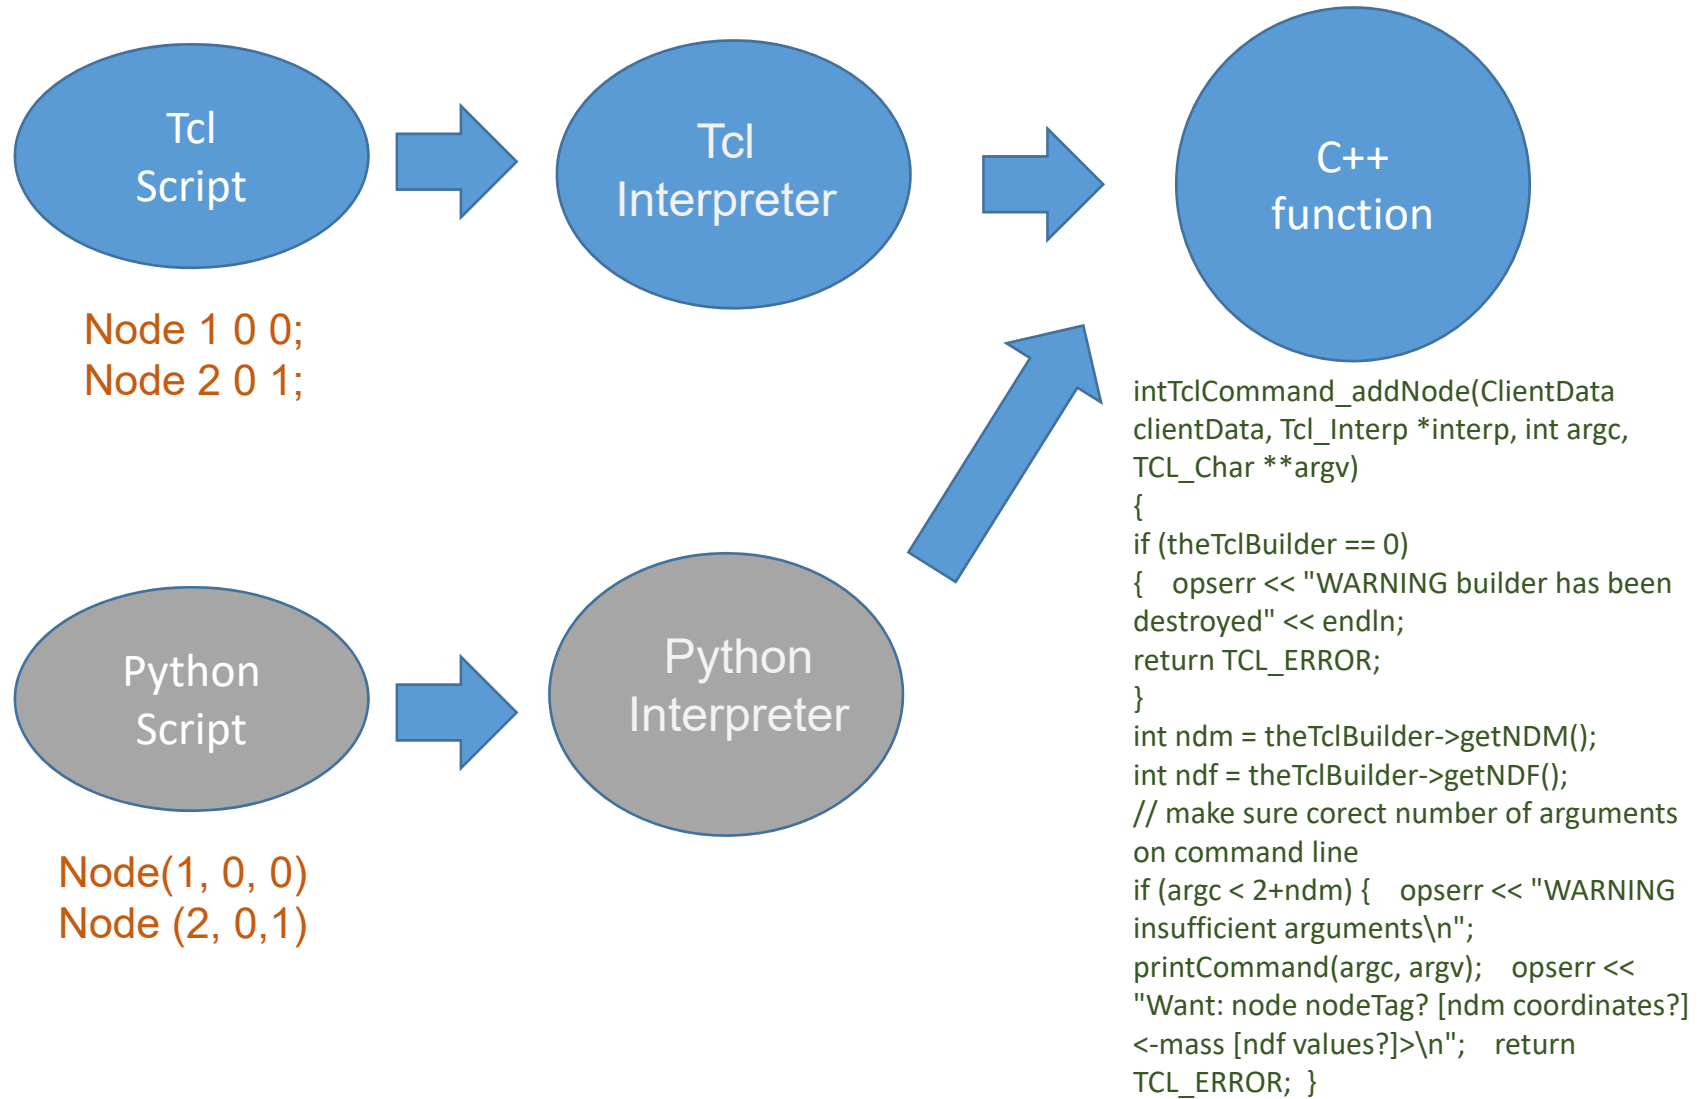 Tcl
Script
Tcl
Interpreter
C++
function
Node 1 0 0;
Node 2 0 1;
Python
Script
Python
Interpreter
Node(1, 0, 0)
Node (2, 0,1)
intTclCommand_addNode(ClientData
clientData, Tcl_Interp *interp, int argc,
TCL_Char **argv)
{
if (theTclBuilder == 0)
{    opserr << "WARNING builder has been
destroyed" << endln;
return TCL_ERROR;
}
int ndm = theTclBuilder->getNDM();
int ndf = theTclBuilder->getNDF();
// make sure corect number of arguments
on command line
if (argc < 2+ndm) {    opserr << "WARNING
insufficient arguments\n";
printCommand(argc, argv);    opserr <<
"Want: node nodeTag? [ndm coordinates?]
<-mass [ndf values?]>\n";    return
TCL_ERROR;  }